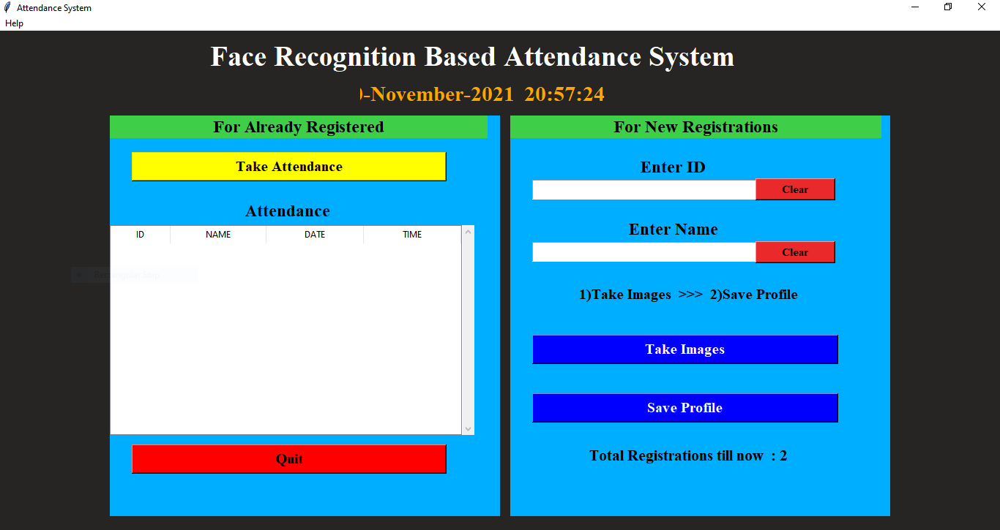 Attendance System
Help
Face Recognition Based Attendance System
-November-2021 20:57:24
For Already Registered
Take Attendance
Attendance
ID NAME DATE TIME
Quit
For New Registrations
Enter ID
Clear
Enter Name
Clear
1)Take Images >>> 2)Save Profile
Take Images
Save Profile
Total Registrations till now : 2